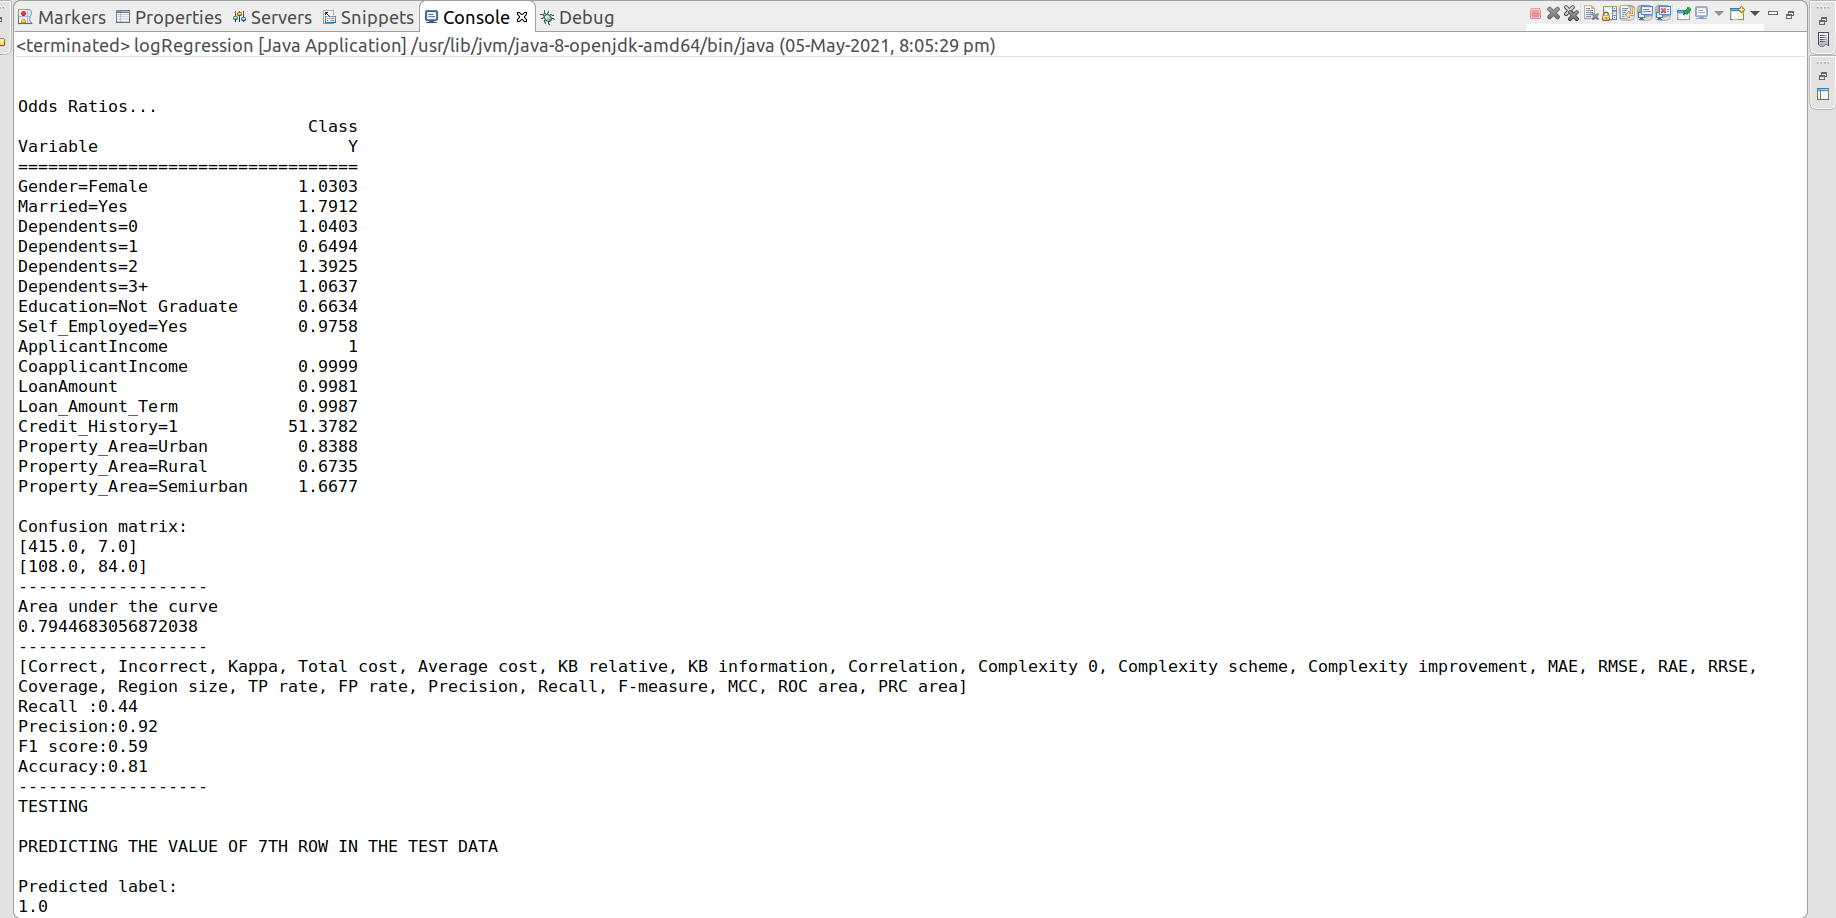 Markers Properties Servers Snippets Console Debug
<terminated> logRegression [Java Application] /usr/lib/jvm/java-8-openjdk-amd64/bin/java (05-May-2021, 8:05:29 pm)
Odds Ratios...
Class
Variable Y
==================================
Gender=Female 1.0303
Married=Yes 1.7912
Dependents=0 1.0403
Dependents=1 0.6494
Dependents=2 1.3925
Dependents=3+ 1.0637
Education=Not Graduate 0.6634
Self_Employed=Yes 0.9758
ApplicantIncome 1
CoapplicantIncome 0.9999
LoanAmount 0.9981
Loan_Amount_Term 0.9987
Credit_History=1 51.3782
Property_Area=Urban 0.8388
Property_Area=Rural 0.6735
Property_Area=Semiurban 1.6677
Confusion matrix:
[415.0, 7.0]
[108.0, 84.0]
-------------------
Area under the curve
0.7944683056872038
-------------------
[Correct, Incorrect, Kappa, Total cost, Average cost, KB relative, KB information, Correlation, Complexity 0, Complexity scheme, Complexity improvement, MAE, RMSE, RAE, RRSE,
Coverage, Region size, TP rate, FP rate, Precision, Recall, F-measure, MCC, ROC area, PRC area]
Recall :0.44
Precision:0.92
F1 score:0.59
Accuracy:0.81
-------------------
TESTING
PREDICTING THE VALUE OF 7TH ROW IN THE TEST DATA
Predicted label:
1.0